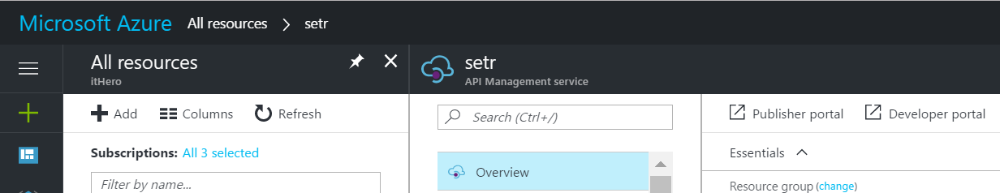 Microsoft Azure All resources > setr
All resources
itHero
setr
API Management service
Add Columns Refresh
Subscriptions: All 3 selected
Filter by name...
Search (Ctrl+/)
Overview
Publisher portal Developer portal
Essentials
Resource group (change)